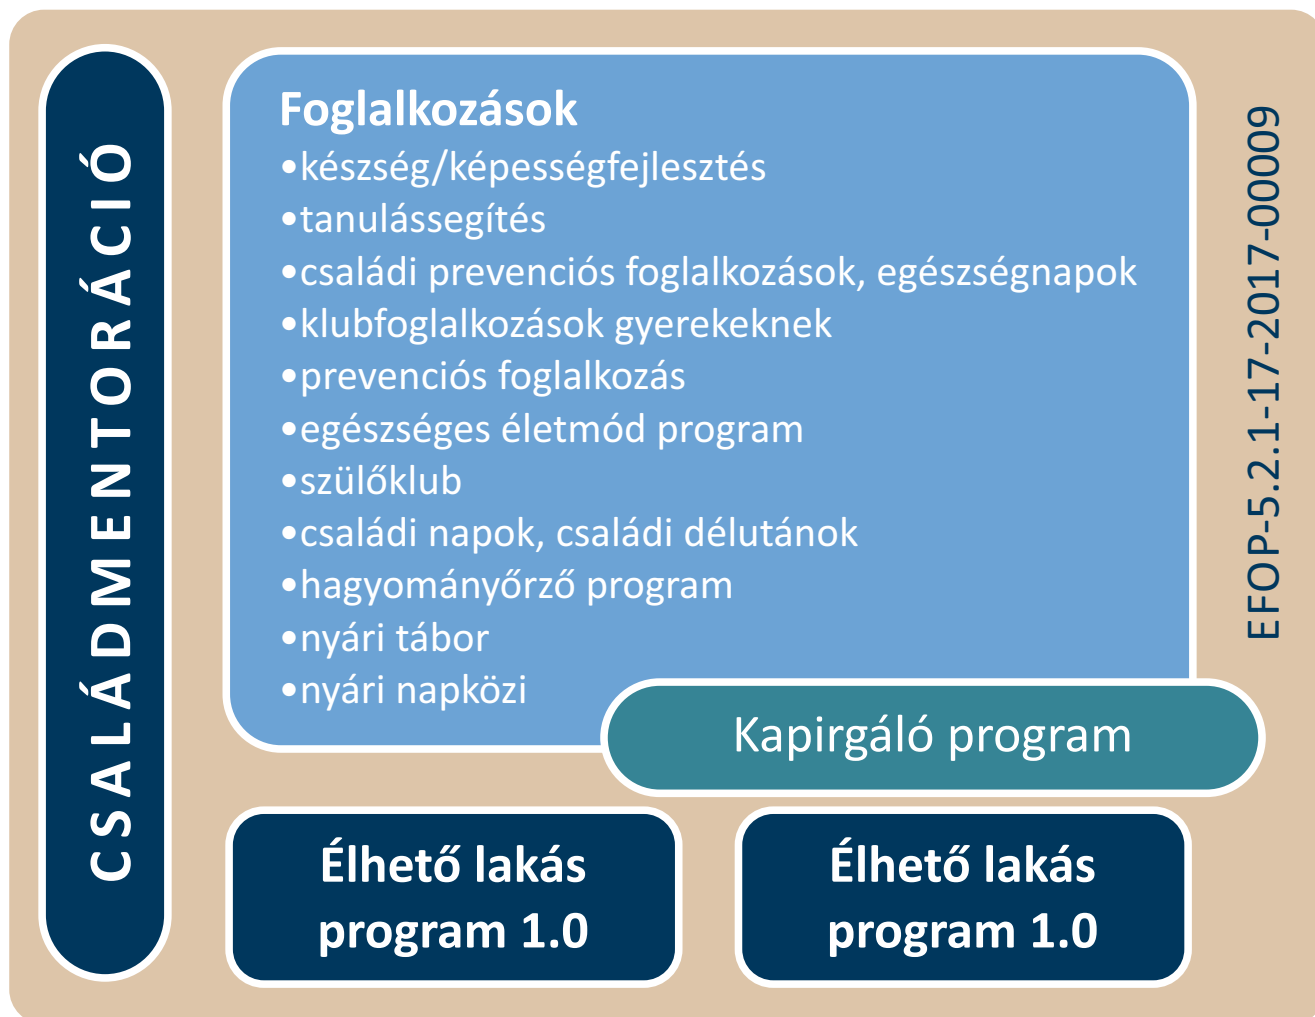 CSALÁDMENTORÁCIÓ
Foglalkozások
•készség/képességfejlesztés
•tanulássegítés
•családi prevenciós foglalkozások, egészségnapok
•klubfoglalkozások gyerekeknek
•prevenciós foglalkozás
•egészséges életmód program
•szülőklub
•családi napok, családi délutánok
•hagyományőrző program
•nyári tábor
•nyári napközi
Kapirgáló program
Élhető lakás
program 1.0
Élhető lakás
program 1.0
EFOP-5.2.1-17-2017-00009